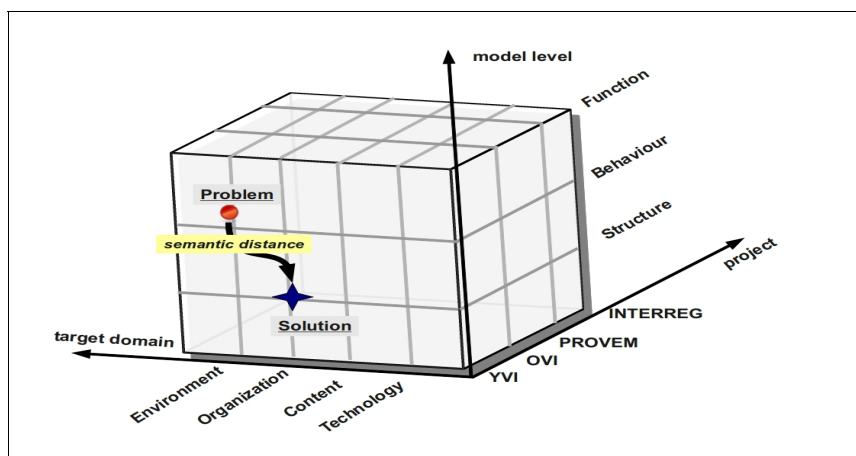 model level
Function
Behaviour
Structure
Problem
semantic distance
Solution
target domain
project
INTERREG
PROVEM
OVI
YVI
Environment
Organization
Content
Technology